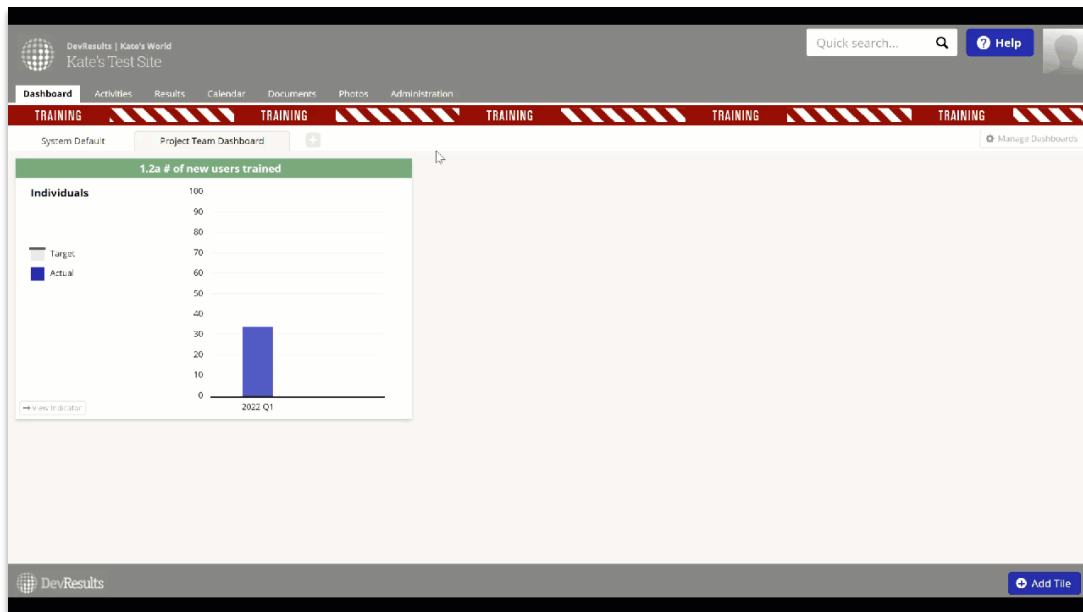 DevResults | Kate's World
Kate's Test Site
Quick search...
Help
Dashboard Activities Results Calendar Documents Photos Administration
TRAINING TRAINING TRAINING TRAINING TRAINING
System Default Project Team Dashboard Manage Dashboards
1.2a # of new users trained
Individuals
Target
Actual
100
90
80
70
60
50
40
30
20
10
0
2022 Q1
View Indicator
DevResults
Add Tile